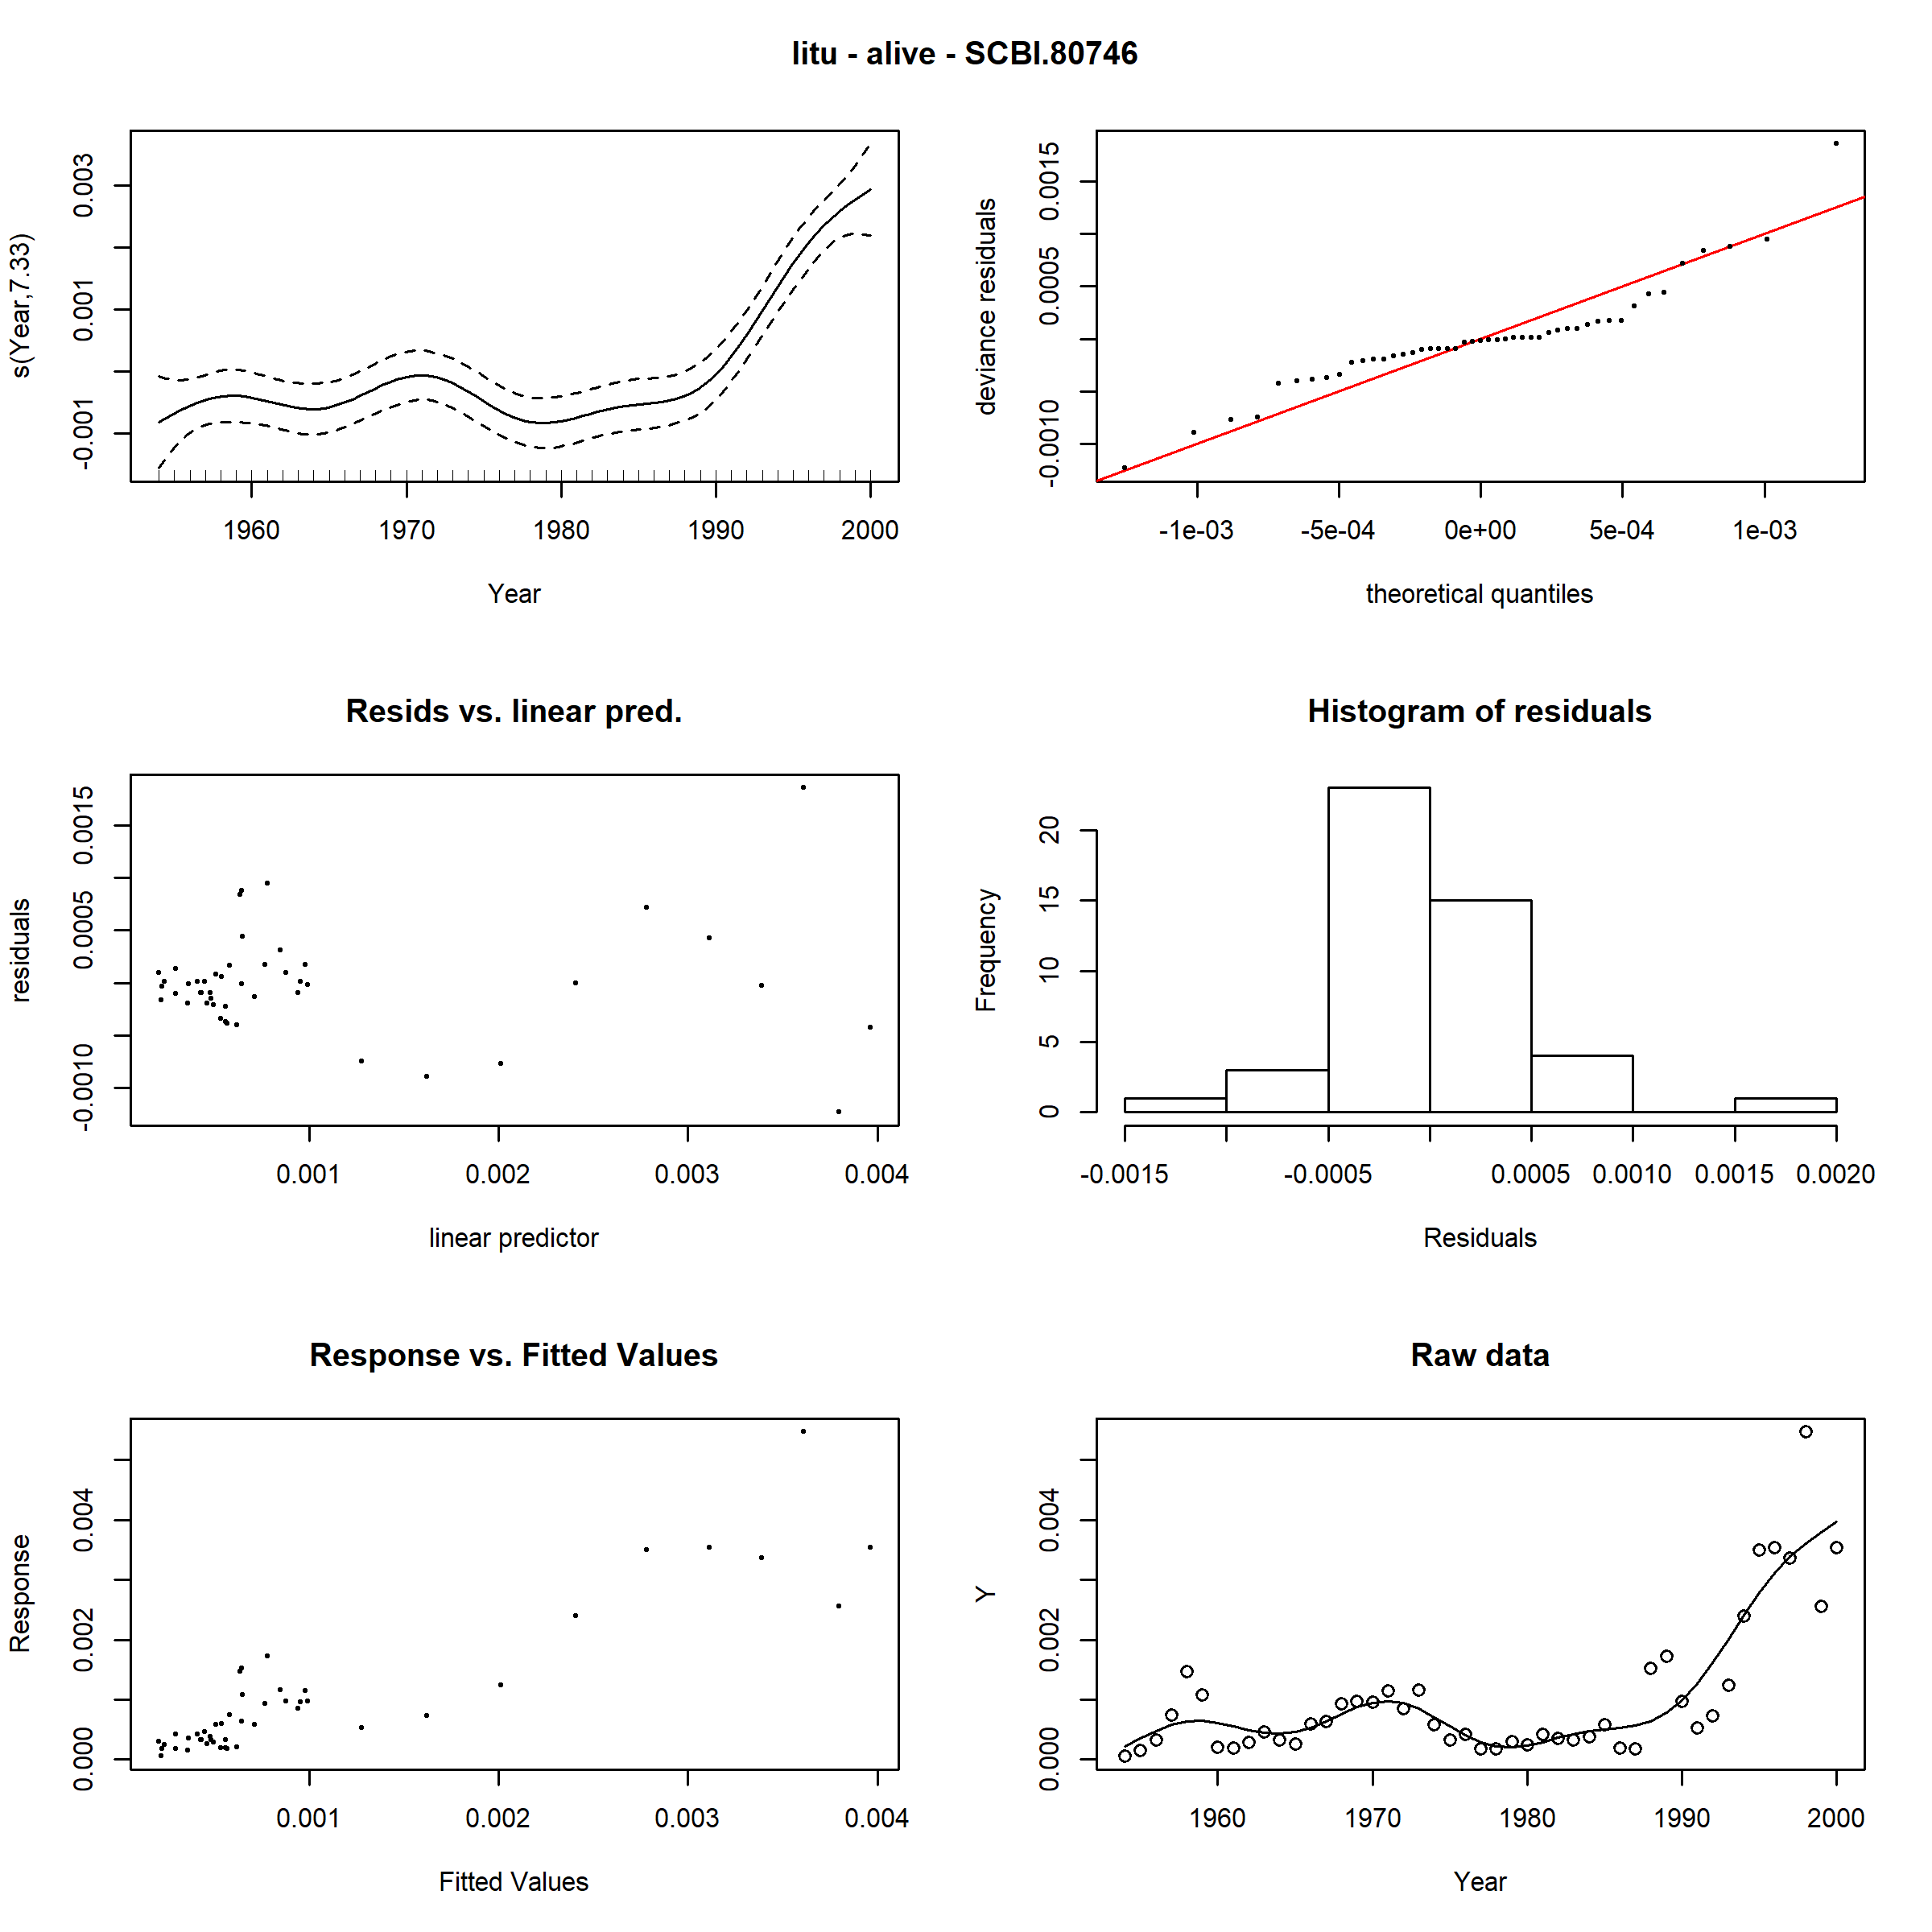 litu - alive - SCBI.80746
s(Year,7.33)
0.003
0.001
-0.001
1960 1970 1980 1990 2000
Year
deviance residuals
0.0015
0.0005
-0.0010
-1e-03 -5e-04 0e+00 5e-04 1e-03
theoretical quantiles
Resids vs. linear pred.
residuals
0.0015
0.0005
-0.0010
0.001 0.002 0.003 0.004
linear predictor
Histogram of residuals
Frequency
20
15
10
5
0
-0.0015 -0.0005 0.0005 0.0010 0.0015 0.0020
Residuals
Response vs. Fitted Values
Response
0.004
0.002
0.000
0.001 0.002 0.003 0.004
Fitted Values
Raw data
Y
0.004
0.002
0.000
1960 1970 1980 1990 2000
Year